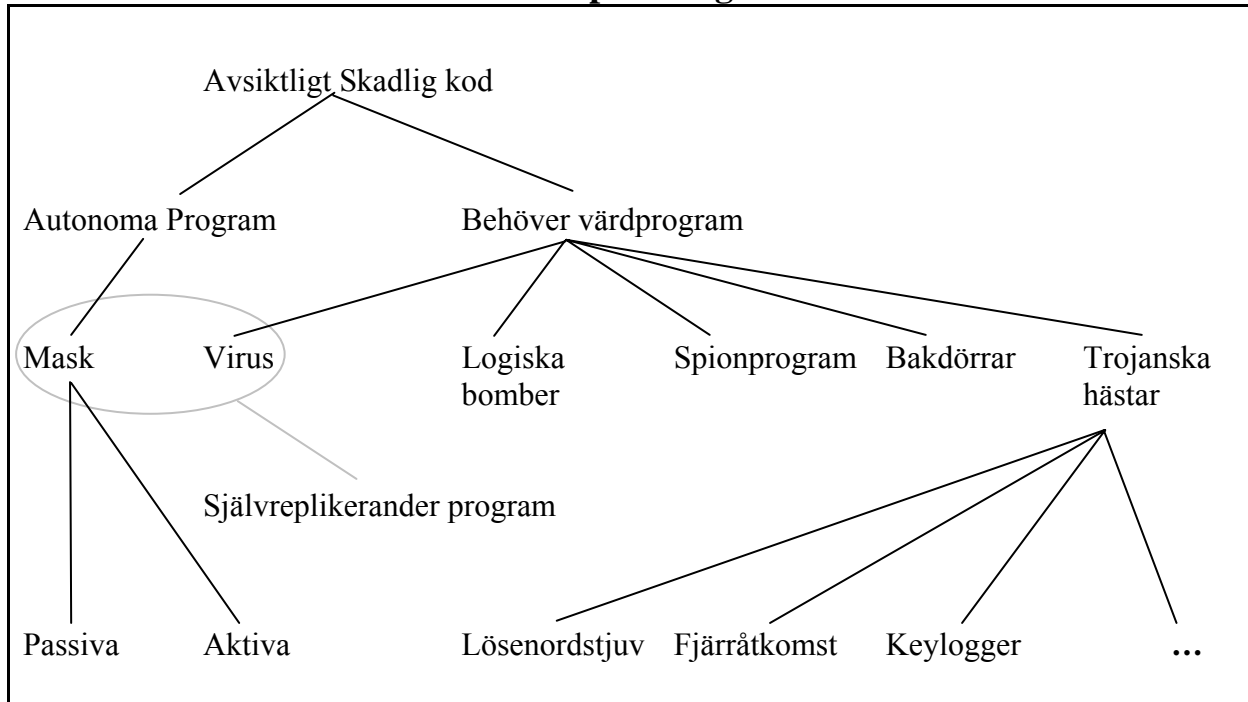 Avsiktligt Skadlig kod
Autonoma Program
Behöver värdprogram
Mask
Virus
Logiska
bomber
Spionprogram
Bakdörrar
Trojanska
hästar
Självreplikerander program
Passiva
Aktiva
Lösenordstjuv
Fjärråtkomst
Keylogger
...